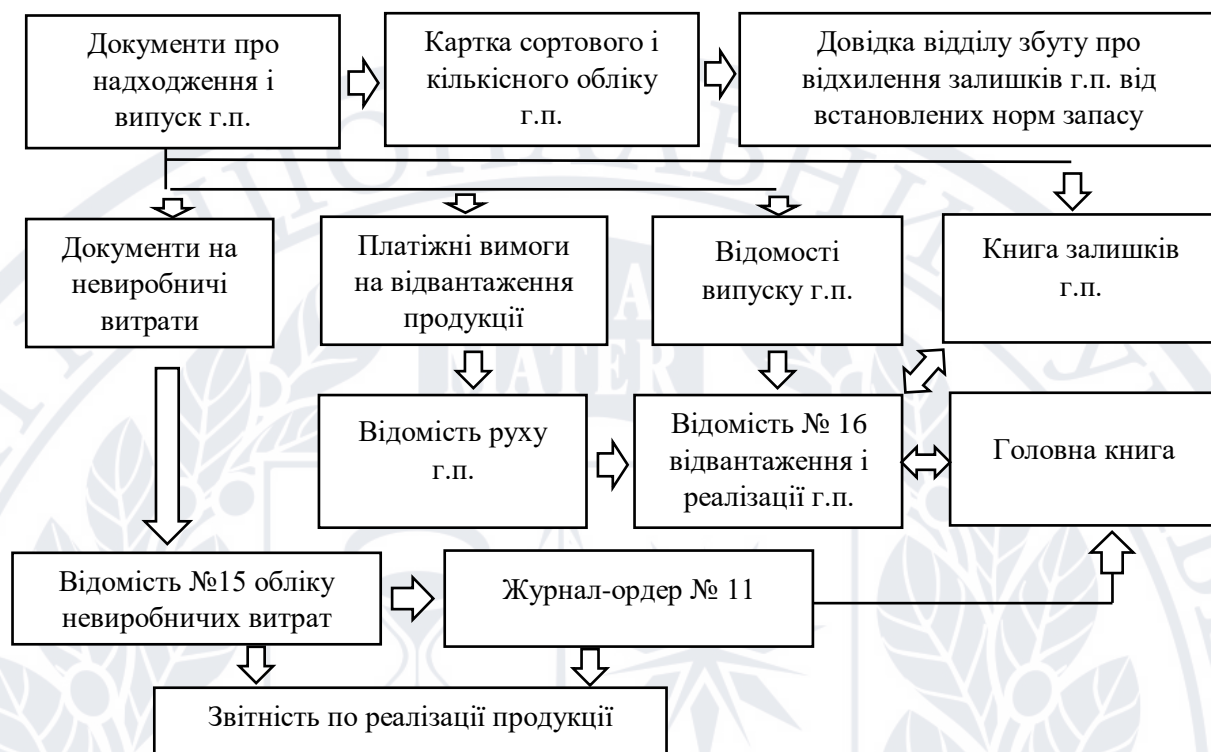 Документи про
надходження і
випуск г.п.
Картка сортового і
кількісного обліку
г.п.
Довідка відділу збуту про
відхилення залишків г.п. від
встановлених норм запасу
Документи на
невиробничі
витрати
Платіжні вимоги
на відвантаження
продукції
Відомості
випуску г.п.
Книга залишків
г.п.
Відомість руху
г.п.
Відомість № 16
відвантаження і
реалізації г.п.
Головна книга
Відомість №15 обліку
невиробничих витрат
Журнал-ордер № 11
Звітність по реалізації продукції
MATER